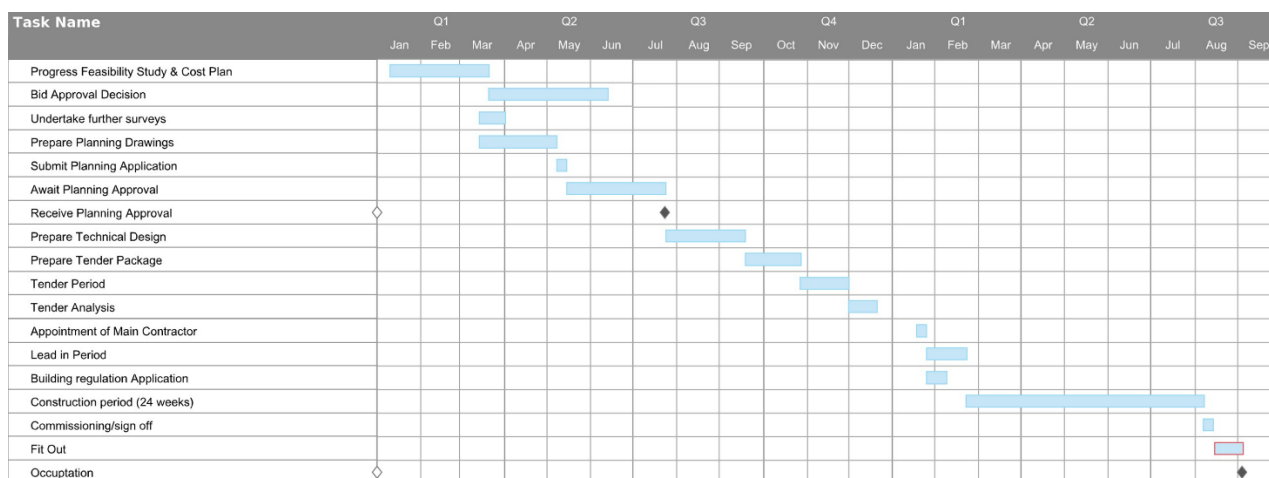 Task Name
Q1 Q2 Q3 Q4 Q1 Q2 Q3
Jan Feb Mar Apr May Jun Jul Aug Sep Oct Nov Dec Jan Feb Mar Apr May Jun Jul Aug Sep
Progress Feasibility Study & Cost Plan
Bid Approval Decision
Undertake further surveys
Prepare Planning Drawings
Submit Planning Application
Await Planning Approval
Receive Planning Approval
Prepare Technical Design
Prepare Tender Package
Tender Period
Tender Analysis
Appointment of Main Contractor
Lead in Period
Building regulation Application
Construction period (24 weeks)
Commissioning/sign off
Fit Out
Occuptation